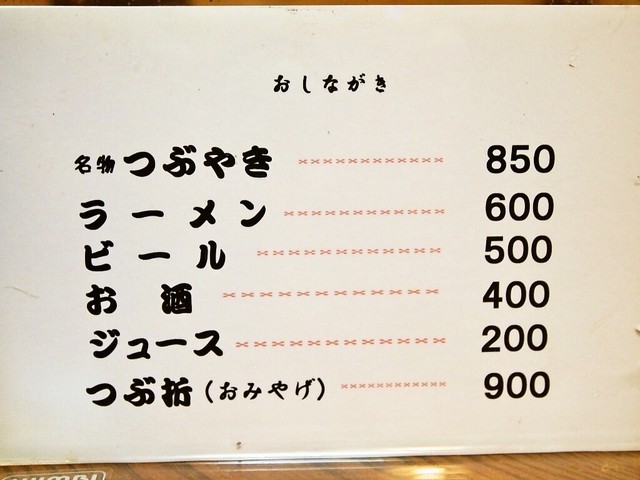 おしながき
名物 つぶやき 850
ラーメン 600
ビール 500
お酒 400
ジュース 200
つぶ折(おみやげ) 900